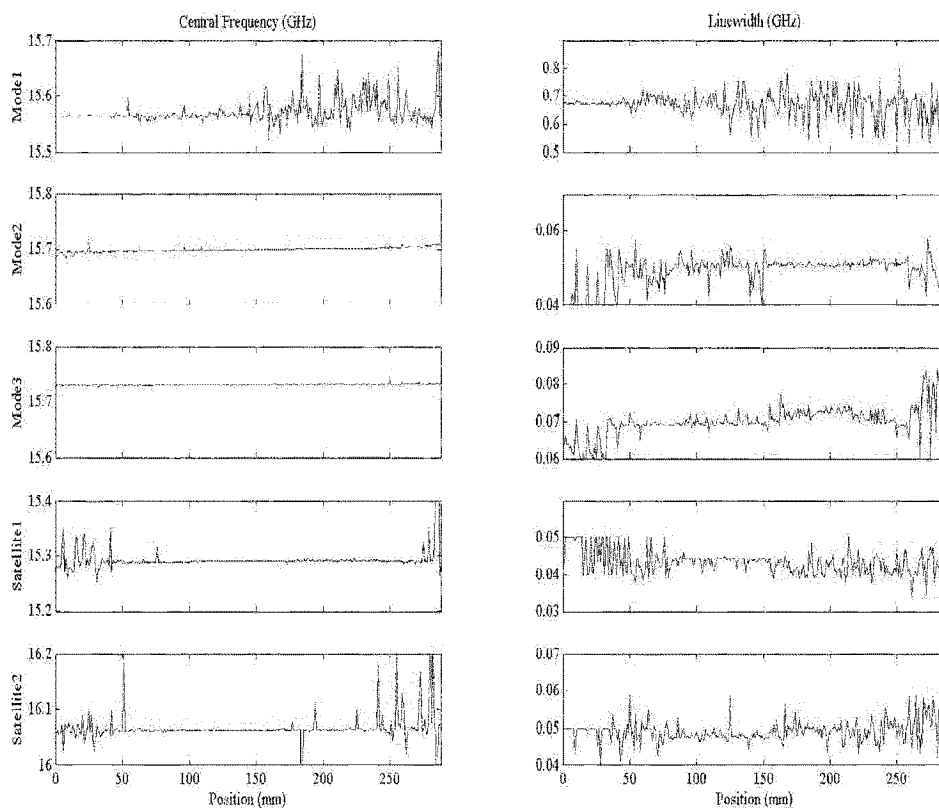 Central Frequency (GHz)
Linewidth (GHz)
Mode1
15.7
15.6
15.5
0.8
0.7
0.6
0.5
Mode2
15.8
15.7
15.6
0.06
0.04
Mode3
15.8
15.7
15.6
0.09
0.08
0.07
0.06
Satellite1
15.4
15.3
15.2
0.05
0.04
0.03
Satellite2
16.2
16.1
16
0.07
0.06
0.05
0.04
0 50 100 150 200 250
0 50 100 150 200 250
Position (mm)
Position (mm)